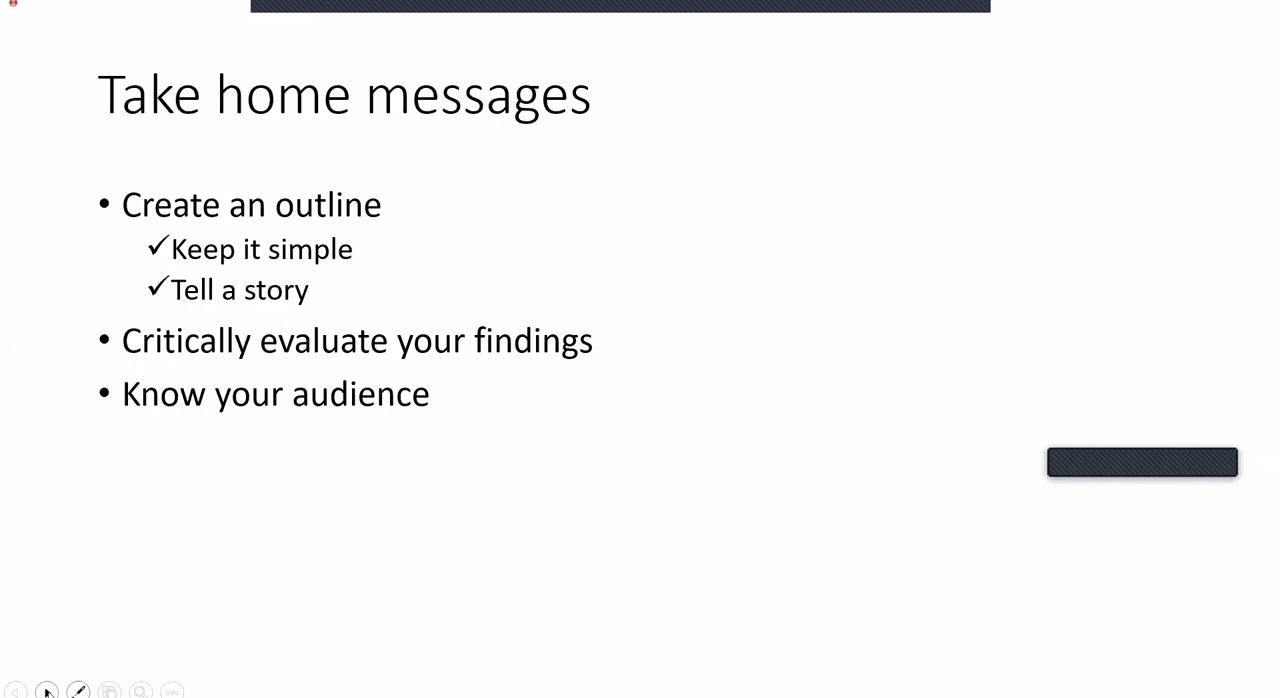 Take home messages
• Create an outline
✓Keep it simple
✓Tell a story
• Critically evaluate your findings
• Know your audience